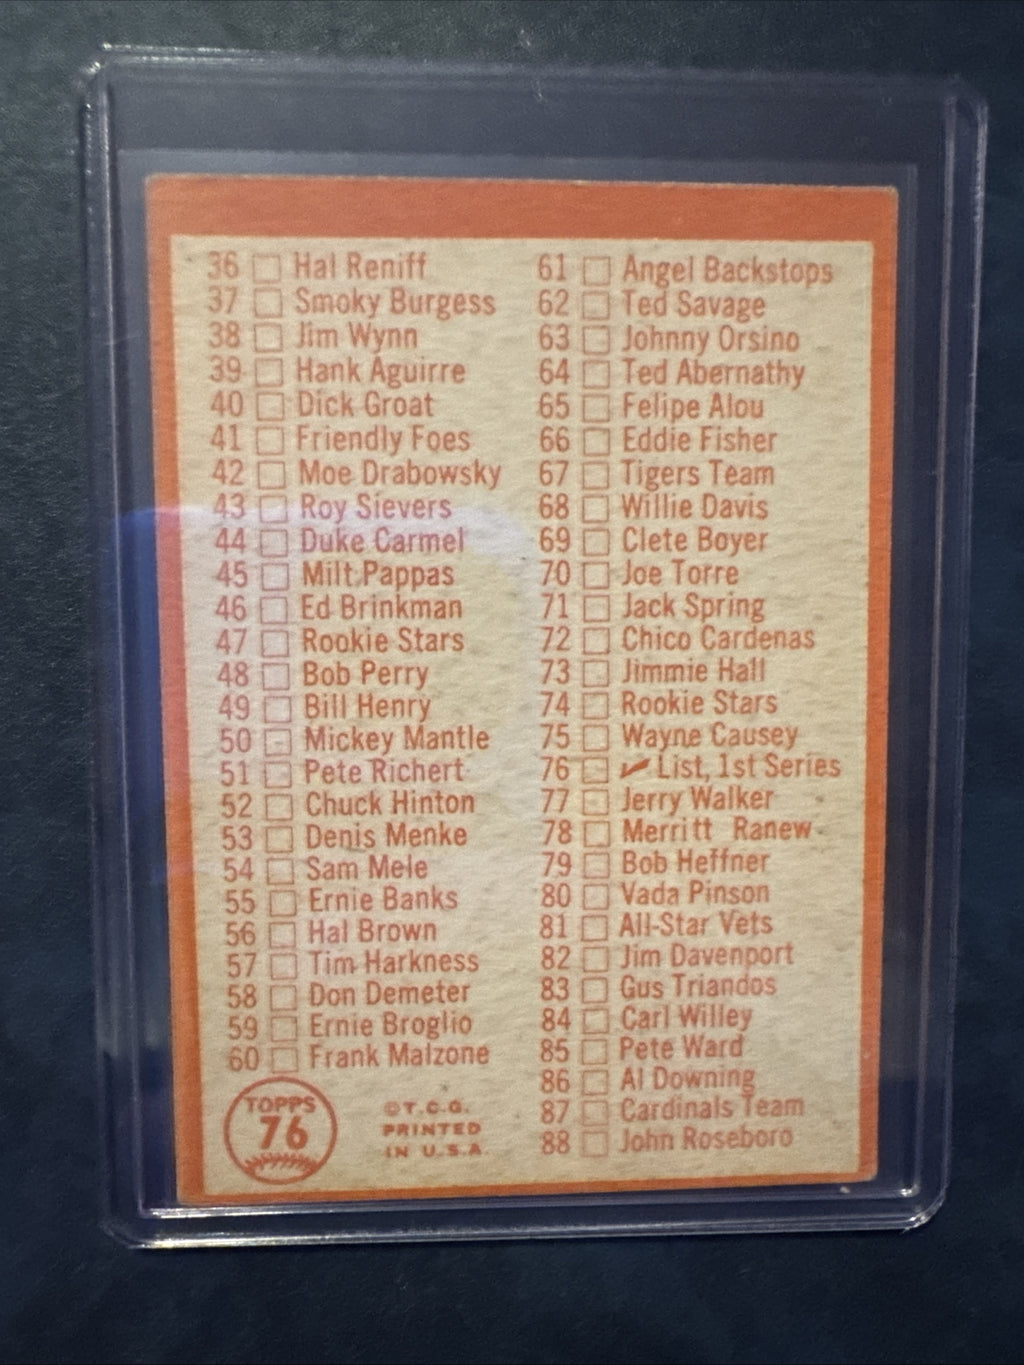 36 Hal Reniff
37 Smoky Burgess
38 Jim Wynn
39 Hank Aguirre
40 Dick Groat
41 Friendly Foes
42 Moe Drabowsky
43 Roy Sievers
44 Duke Carmel
45 Milt Pappas
46 Ed Brinkman
47 Rookie Stars
48 Bob Perry
49 Bill Henry
50 Mickey Mantle
51 Pete Richert
52 Chuck Hinton
53 Denis Menke
54 Sam Mele
55 Ernie Banks
56 Hal Brown
57 Tim Harkness
58 Don Demeter
59 Ernie Broglio
60 Frank Malzone
TOPPS
76
©T.C.G.
PRINTED
IN U.S.A.
61 Angel Backstops
62 Ted Savage
63 Johnny Orsino
64 Ted Abernathy
65 Felipe Alou
66 Eddie Fisher
67 Tigers Team
68 Willie Davis
69 Clete Boyer
70 Joe Torre
71 Jack Spring
72 Chico Cardenas
73 Jimmie Hall
74 Rookie Stars
75 Wayne Causey
76 ✓ List, 1st Series
77 Jerry Walker
78 Merritt Ranew
79 Bob Heffner
80 Vada Pinson
81 All-Star Vets
82 Jim Davenport
83 Gus Triandos
84 Carl Willey
85 Pete Ward
86 Al Downing
87 Cardinals Team
88 John Roseboro